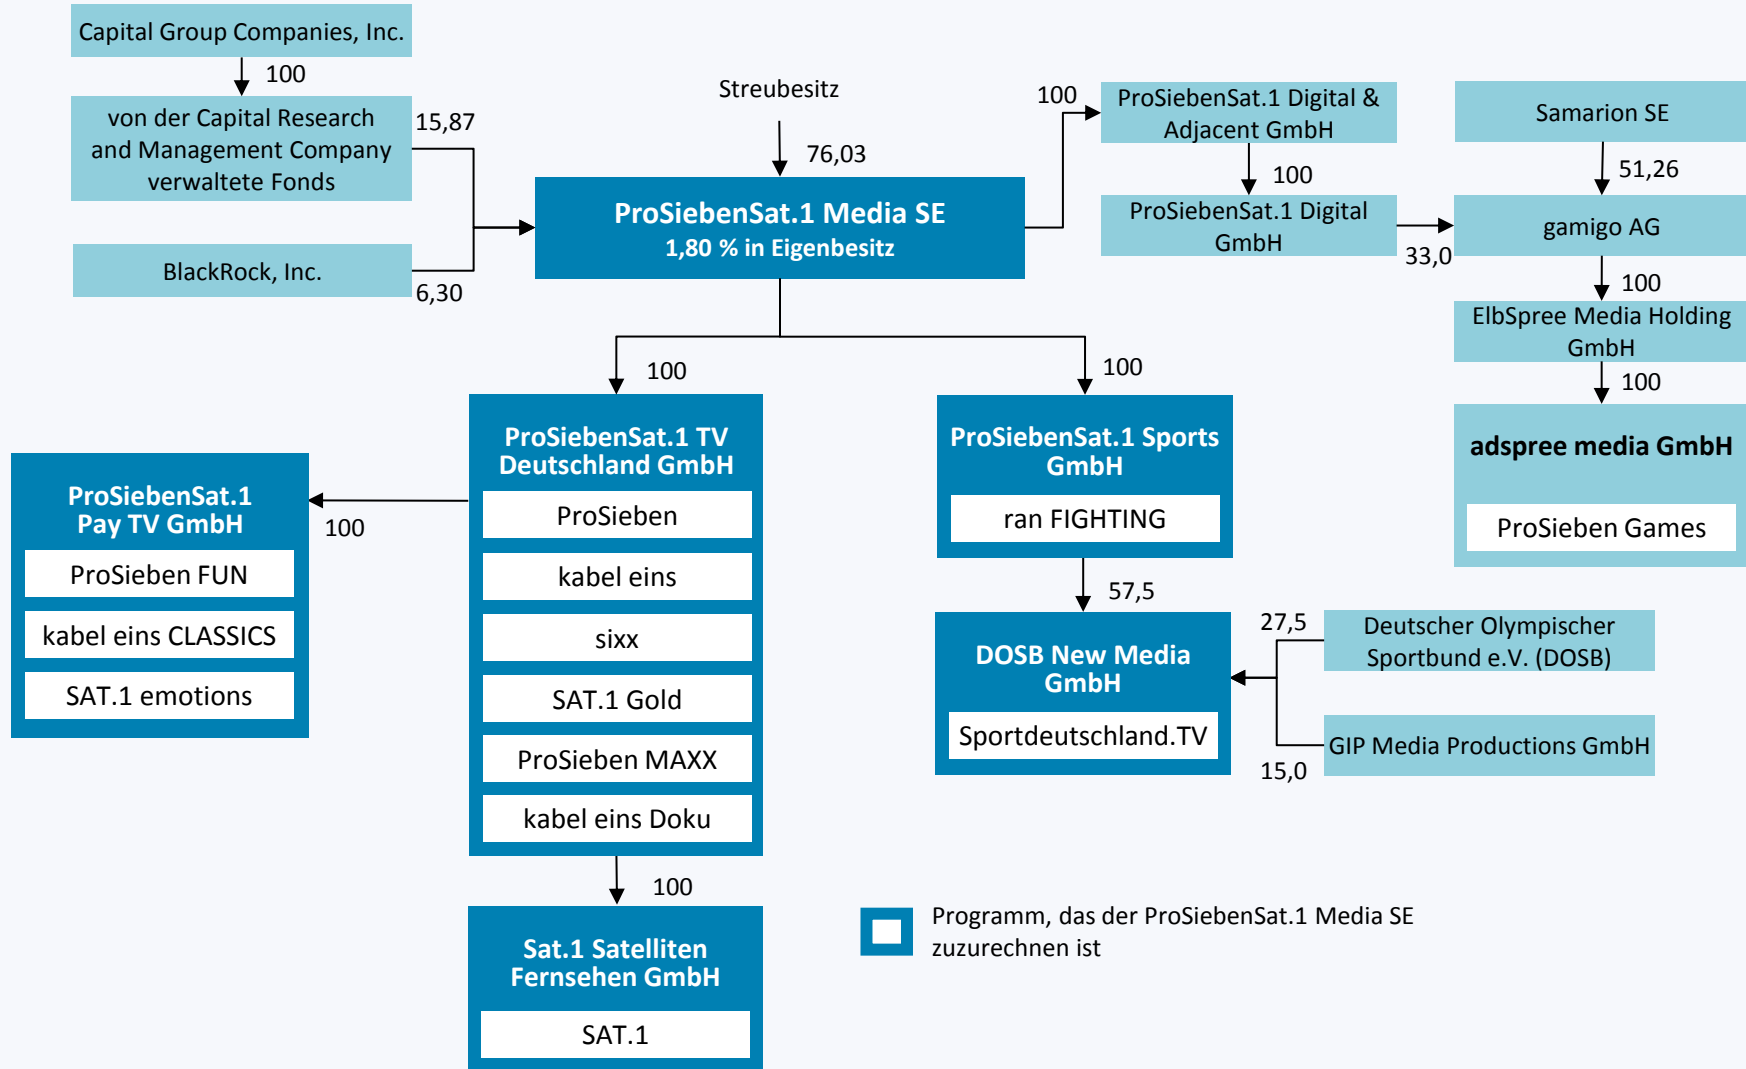 Capital Group Companies, Inc.
100
von der Capital Research
and Management Company
verwaltete Fonds
15,87
BlackRock, Inc.
6,30
Streubesitz
76,03
ProSiebenSat.1 Media SE
1,80 % in Eigenbesitz
100
ProSiebenSat.1 Digital &
Adjacent GmbH
100
ProSiebenSat.1 Digital
GmbH
33,0
Samarion SE
51,26
gamigo AG
100
ElbSpree Media Holding
GmbH
100
adspree media GmbH
ProSieben Games
100
ProSiebenSat.1 TV
Deutschland GmbH
ProSieben
kabel eins
sixx
SAT.1 Gold
ProSieben MAXX
kabel eins Doku
100
ProSiebenSat.1
Pay TV GmbH
ProSieben FUN
kabel eins CLASSICS
SAT.1 emotions
100
Sat.1 Satelliten
Fernsehen GmbH
SAT.1
100
ProSiebenSat.1 Sports
GmbH
ran FIGHTING
57,5
DOSB New Media
GmbH
Sportdeutschland.TV
27,5
Deutscher Olympischer
Sportbund e.V. (DOSB)
GIP Media Productions GmbH
15,0
Programm, das der ProSiebenSat.1 Media SE
zuzurechnen ist